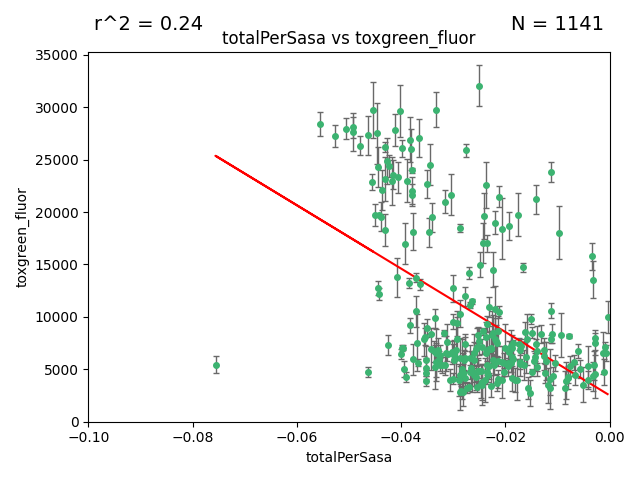 r^2 = 0.24
N = 1141
totalPerSasa vs toxgreen_fluor
35000
30000
25000
20000
15000
10000
5000
0
toxgreen_fluor
−0.10
−0.08
−0.06
−0.04
−0.02
0.00
totalPerSasa